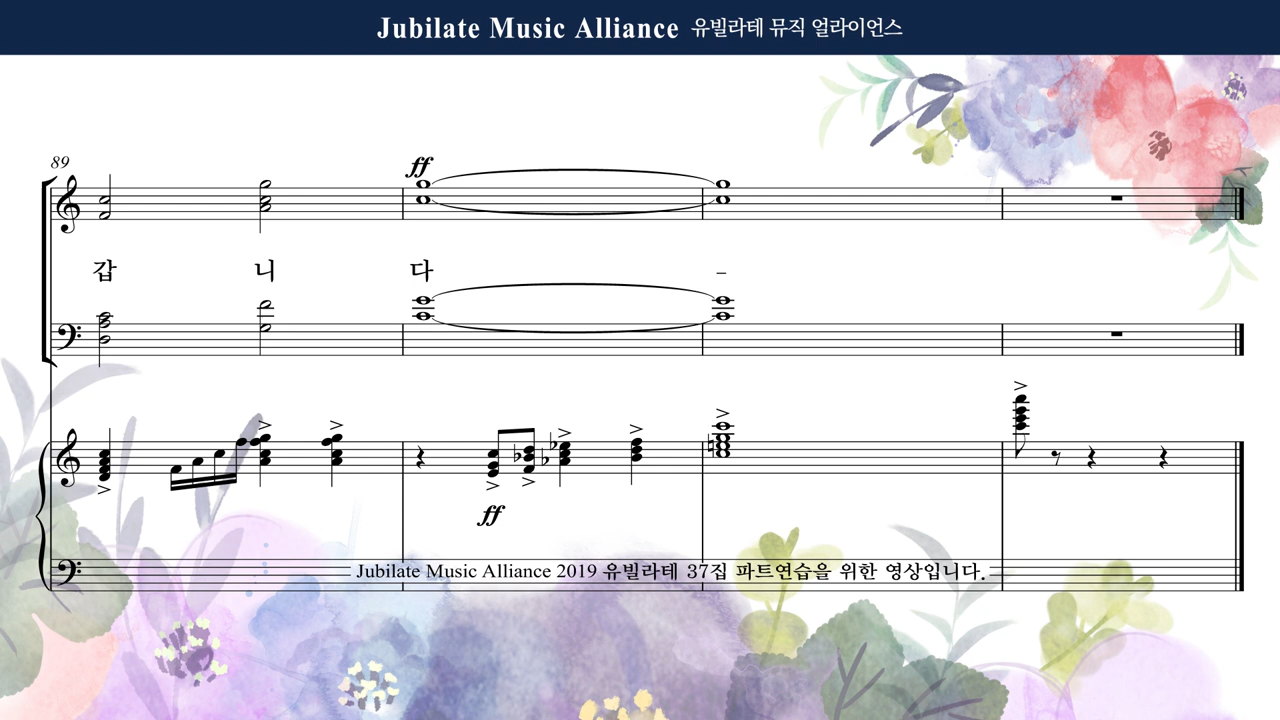 Jubilate Music Alliance 유빌라테 뮤직 얼라이언스
89
ff
갑 니 다 -
ff
Jubilate Music Alliance 2019 유빌라테 37집 파트연습을 위한 영상입니다.